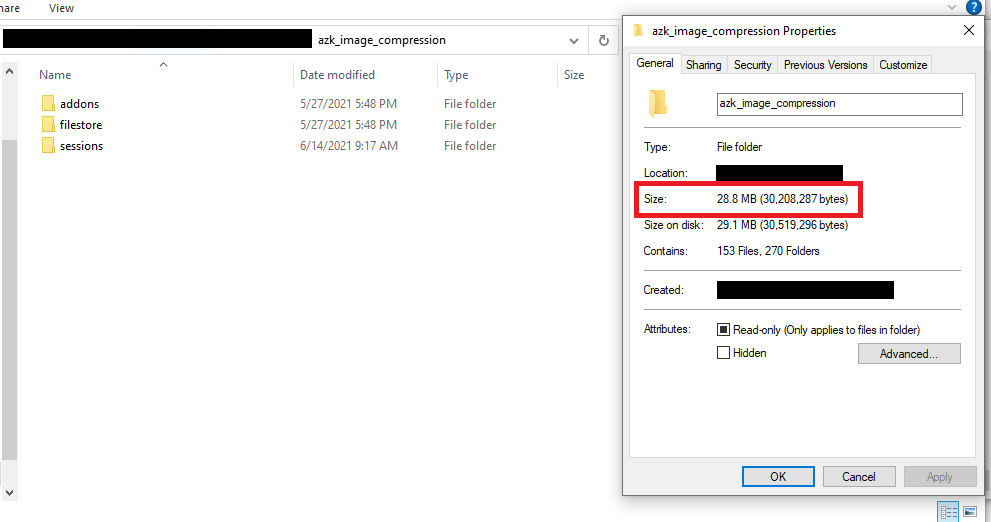 hare View
azk_image_compression
Name Date modified Type Size
addons 5/27/2021 5:48 PM File folder
filestore 5/27/2021 5:48 PM File folder
sessions 6/14/2021 9:17 AM File folder
azk_image_compression Properties
General Sharing Security Previous Versions Customize
azk_image_compression
Type: File folder
Location:
Size: 28.8 MB (30,208,287 bytes)
Size on disk: 29.1 MB (30,519,296 bytes)
Contains: 153 Files, 270 Folders
Created:
Attributes: Read-only (Only applies to files in folder)
Hidden
Advanced...
OK Cancel Apply